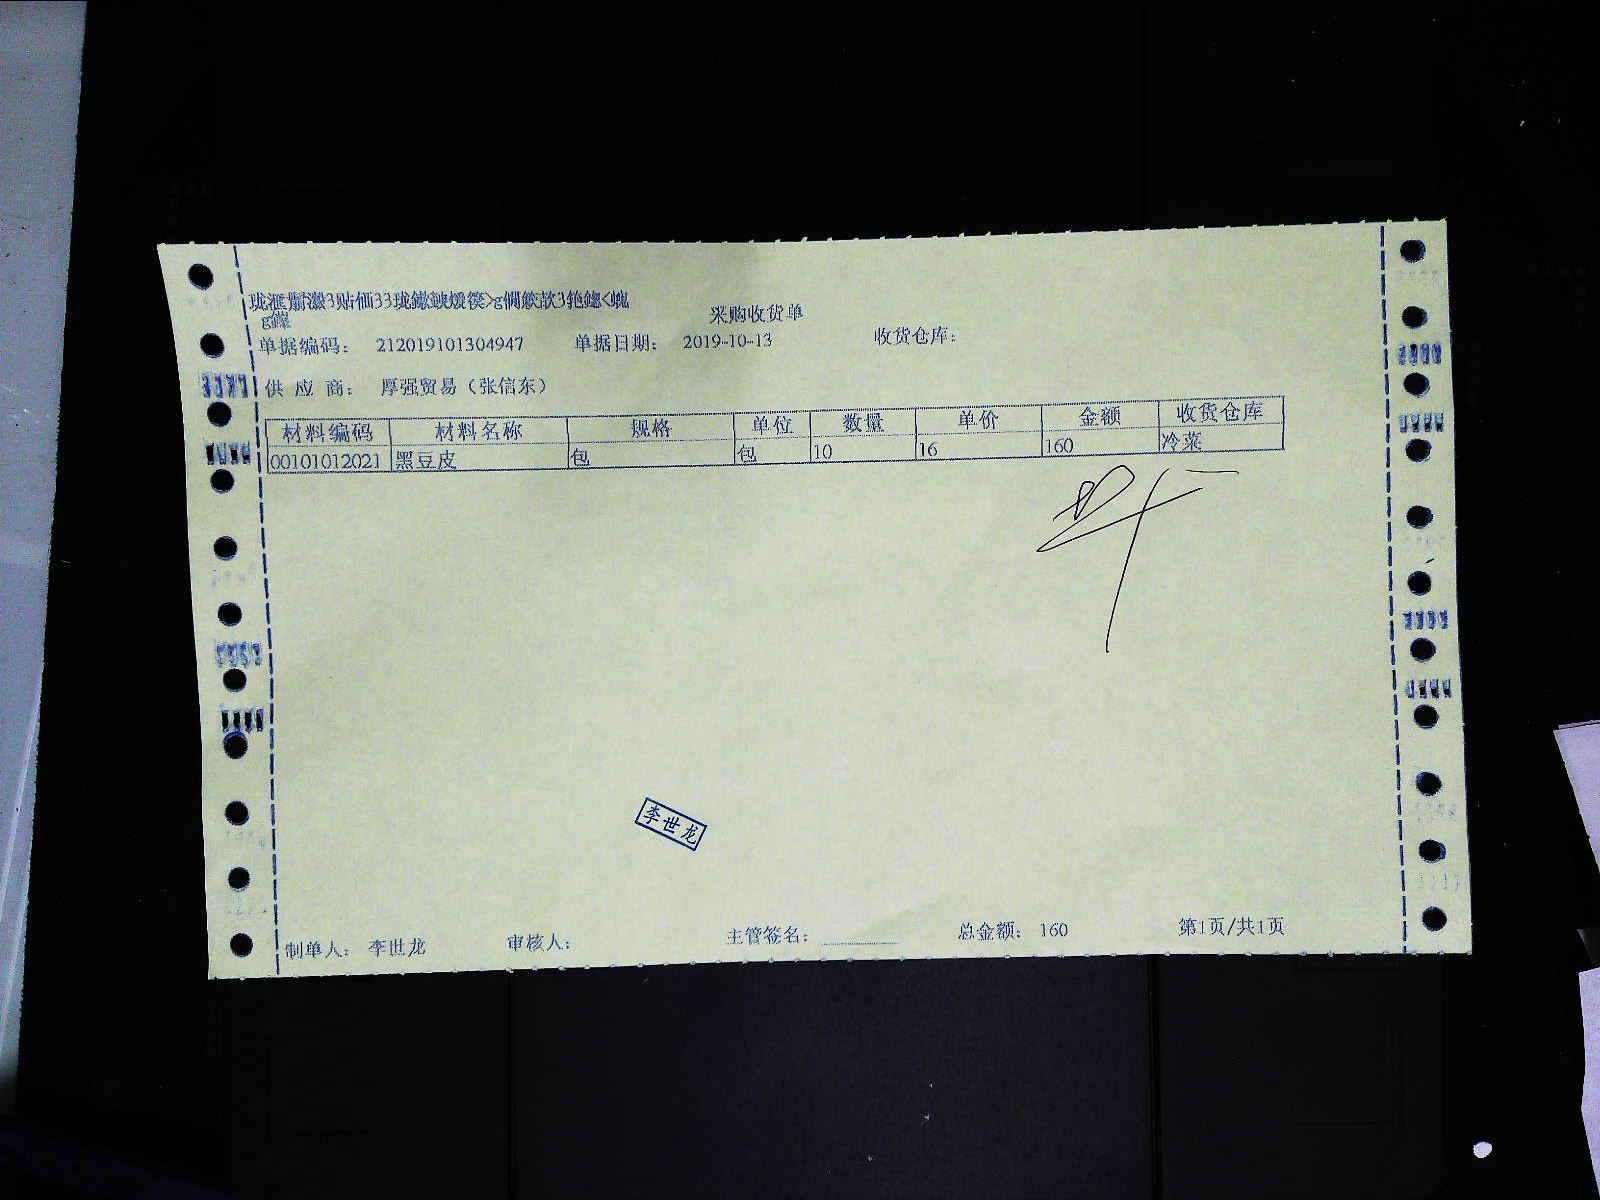 采购收货单
单据编码: 212019101304947 单据日期: 2019-10-13 收货仓库:
供应商: 厚强贸易（张信东）
材料编码 材料名称 规格 单位 数量 单价 金额 收货仓库
00101012021 黑豆皮 包 包 10 16 160 冷菜
李世龙
制单人: 李世龙 审核人: 主管签名: 总金额: 160 第1页/共1页